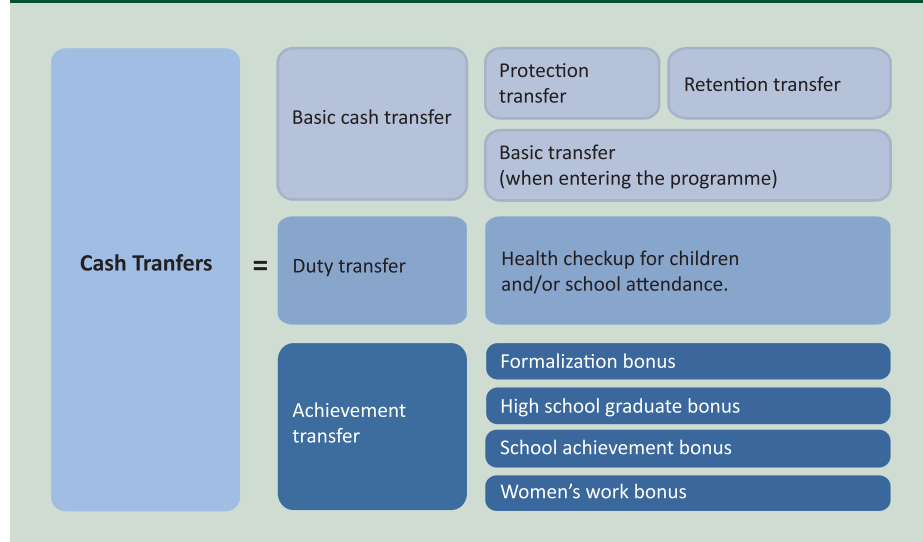 Cash Tranfers
=
Basic cash transfer
Protection
transfer
Retention transfer
Basic transfer
(when entering the programme)
Duty transfer
Health checkup for children
and/or school attendance.
Achievement
transfer
Formalization bonus
High school graduate bonus
School achievement bonus
Women’s work bonus